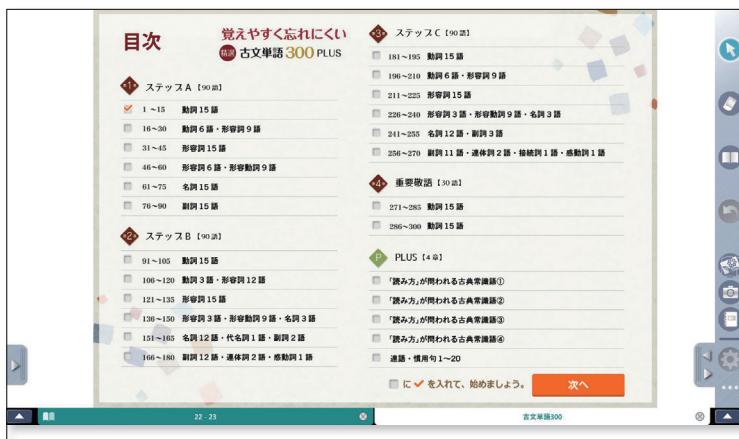 目次
覚えやすく忘れにくい
精選 古文単語300 PLUS
1 ステップA【90語】
1～15 動詞15語
16～30 動詞6語・形容詞9語
31～45 形容詞15語
46～60 形容詞6語・形容動詞9語
61～75 名詞15語
76～90 副詞15語
2 ステップB【90語】
91～105 動詞15語
106～120 動詞3語・形容詞12語
121～135 形容詞15語
136～150 形容詞3語・形容動詞9語・名詞3語
151～165 名詞12語・代名詞1語・副詞2語
166～180 副詞12語・連体詞2語・感動詞1語
3 ステップC【90語】
181～195 動詞15語
196～210 動詞6語・形容詞9語
211～225 形容詞15語
226～240 形容詞3語・形容動詞9語・名詞3語
241～255 名詞12語・副詞3語
256～270 副詞11語・連体詞2語・接続詞1語・感動詞1語
4 重要敬語【30語】
271～285 動詞15語
286～300 動詞15語
P PLUS【4章】
「読み方」が問われる古典常識語①
「読み方」が問われる古典常識語②
「読み方」が問われる古典常識語③
「読み方」が問われる古典常識語④
連語・慣用句1～20
に✓を入れて、始めましょう。
次へ
22 - 23
古文単語300